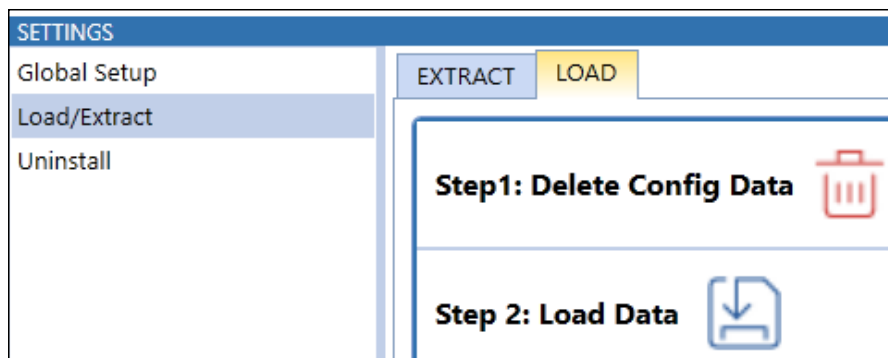 SETTINGS
Global Setup
Load/Extract
Uninstall
EXTRACT
LOAD
Step1: Delete Config Data
Step 2: Load Data